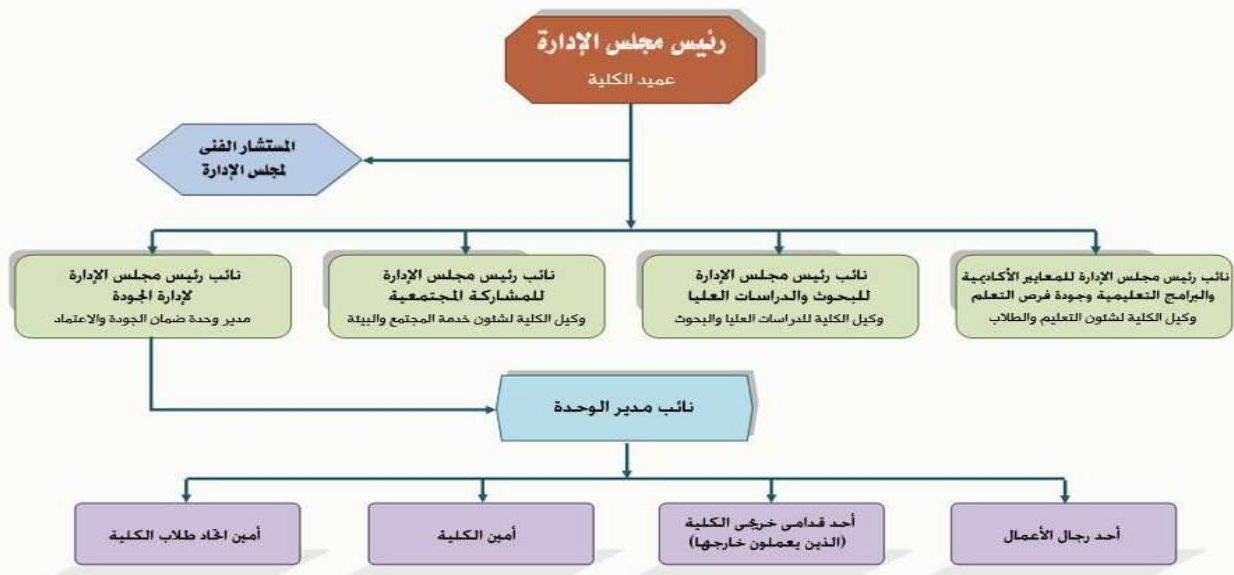 رئيس مجلس الإدارة
عميد الكلية
المستشار الفنى
لمجلس الإدارة
نائب رئيس مجلس الإدارة للمعايير الأكاديمية
والبرامج التعليمية وجودة فرص التعلم
وكيل الكلية لشئون التعليم والطلاب
نائب رئيس مجلس الإدارة
للبحوث والدراسات العليا
وكيل الكلية للدراسات العليا والبحوث
نائب رئيس مجلس الإدارة
للمشاركة المجتمعية
وكيل الكلية لشئون خدمة المجتمع والبيئة
نائب رئيس مجلس الإدارة
لإدارة الجودة
مدير وحدة ضمان الجودة والاعتماد
نائب مدير الوحدة
أحد رجال الأعمال
أحد قدامى خريجى الكلية
(الذين يعملون خارجها)
أمين الكلية
أمين اتحاد طلاب الكلية